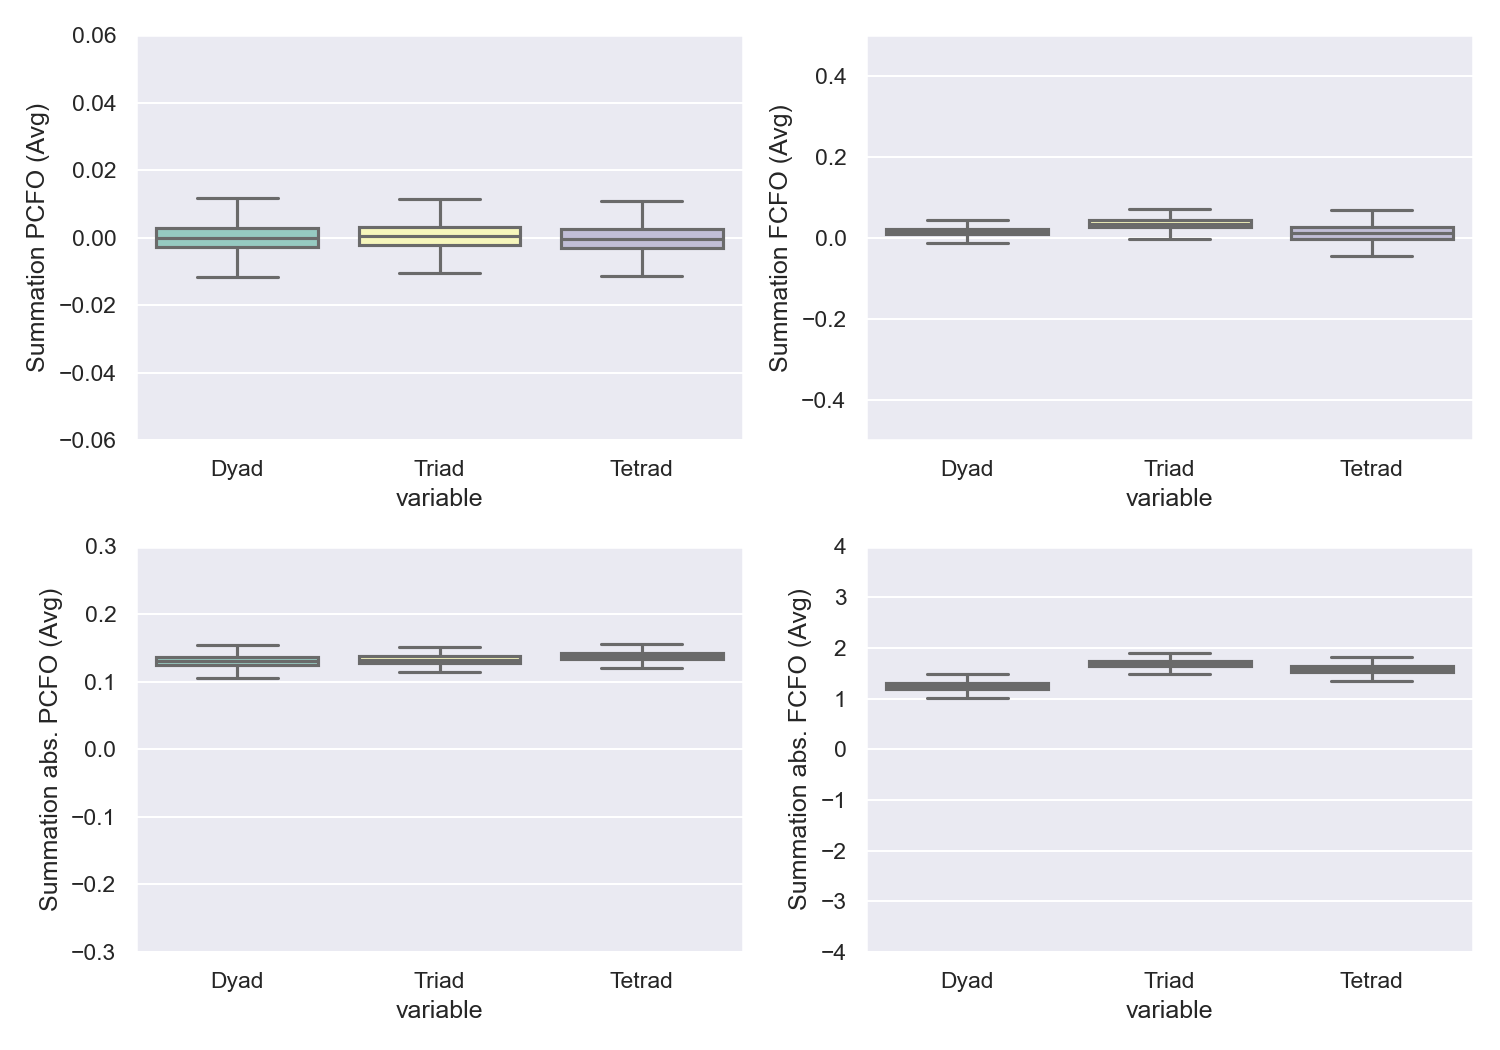 Summation PCFO (Avg)
0.06
0.04
0.02
0.00
−0.02
−0.04
−0.06
Dyad
Triad
Tetrad
variable
Summation FCFO (Avg)
0.4
0.2
0.0
−0.2
−0.4
Dyad
Triad
Tetrad
variable
Summation abs. PCFO (Avg)
0.3
0.2
0.1
0.0
−0.1
−0.2
−0.3
Dyad
Triad
Tetrad
variable
Summation abs. FCFO (Avg)
4
3
2
1
0
−1
−2
−3
−4
Dyad
Triad
Tetrad
variable